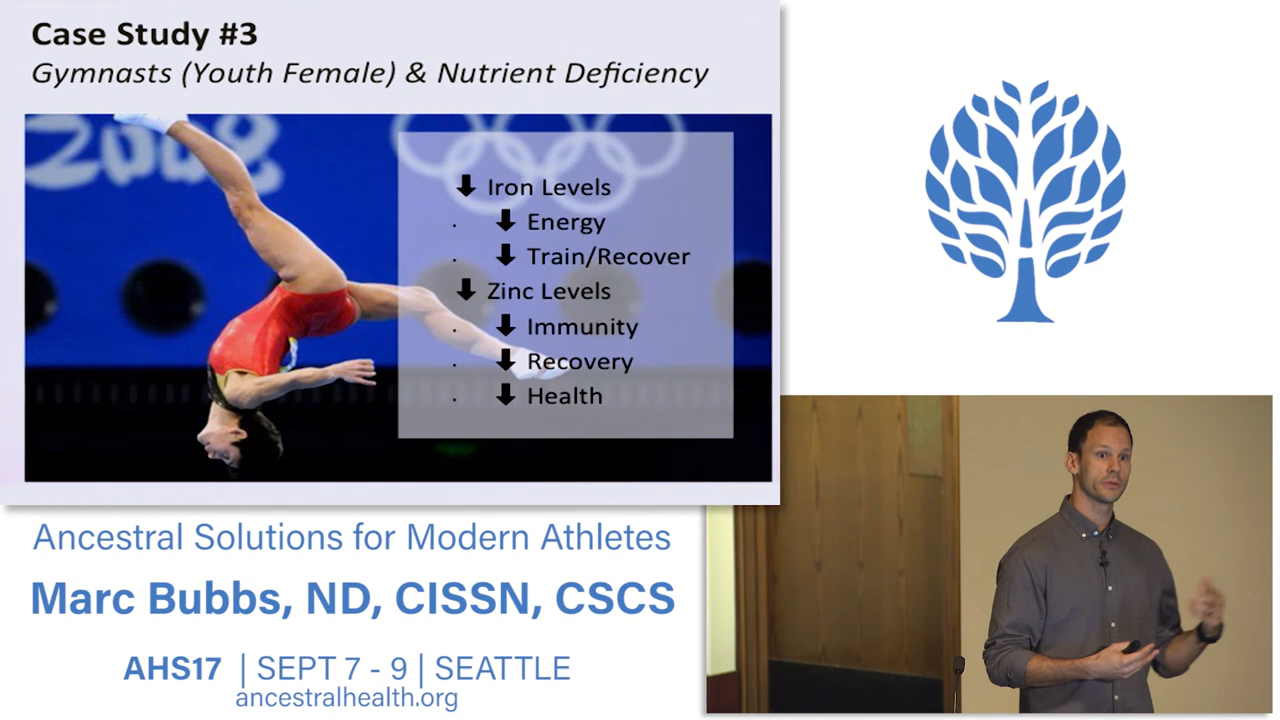 Case Study #3
Gymnasts (Youth Female) & Nutrient Deficiency
2008
Iron Levels
Energy
Train/Recover
Zinc Levels
Immunity
Recovery
Health
Ancestral Solutions for Modern Athletes
Marc Bubbs, ND, CISSN, CSCS
AHS17 | SEPT 7 - 9 | SEATTLE
ancestralhealth.org